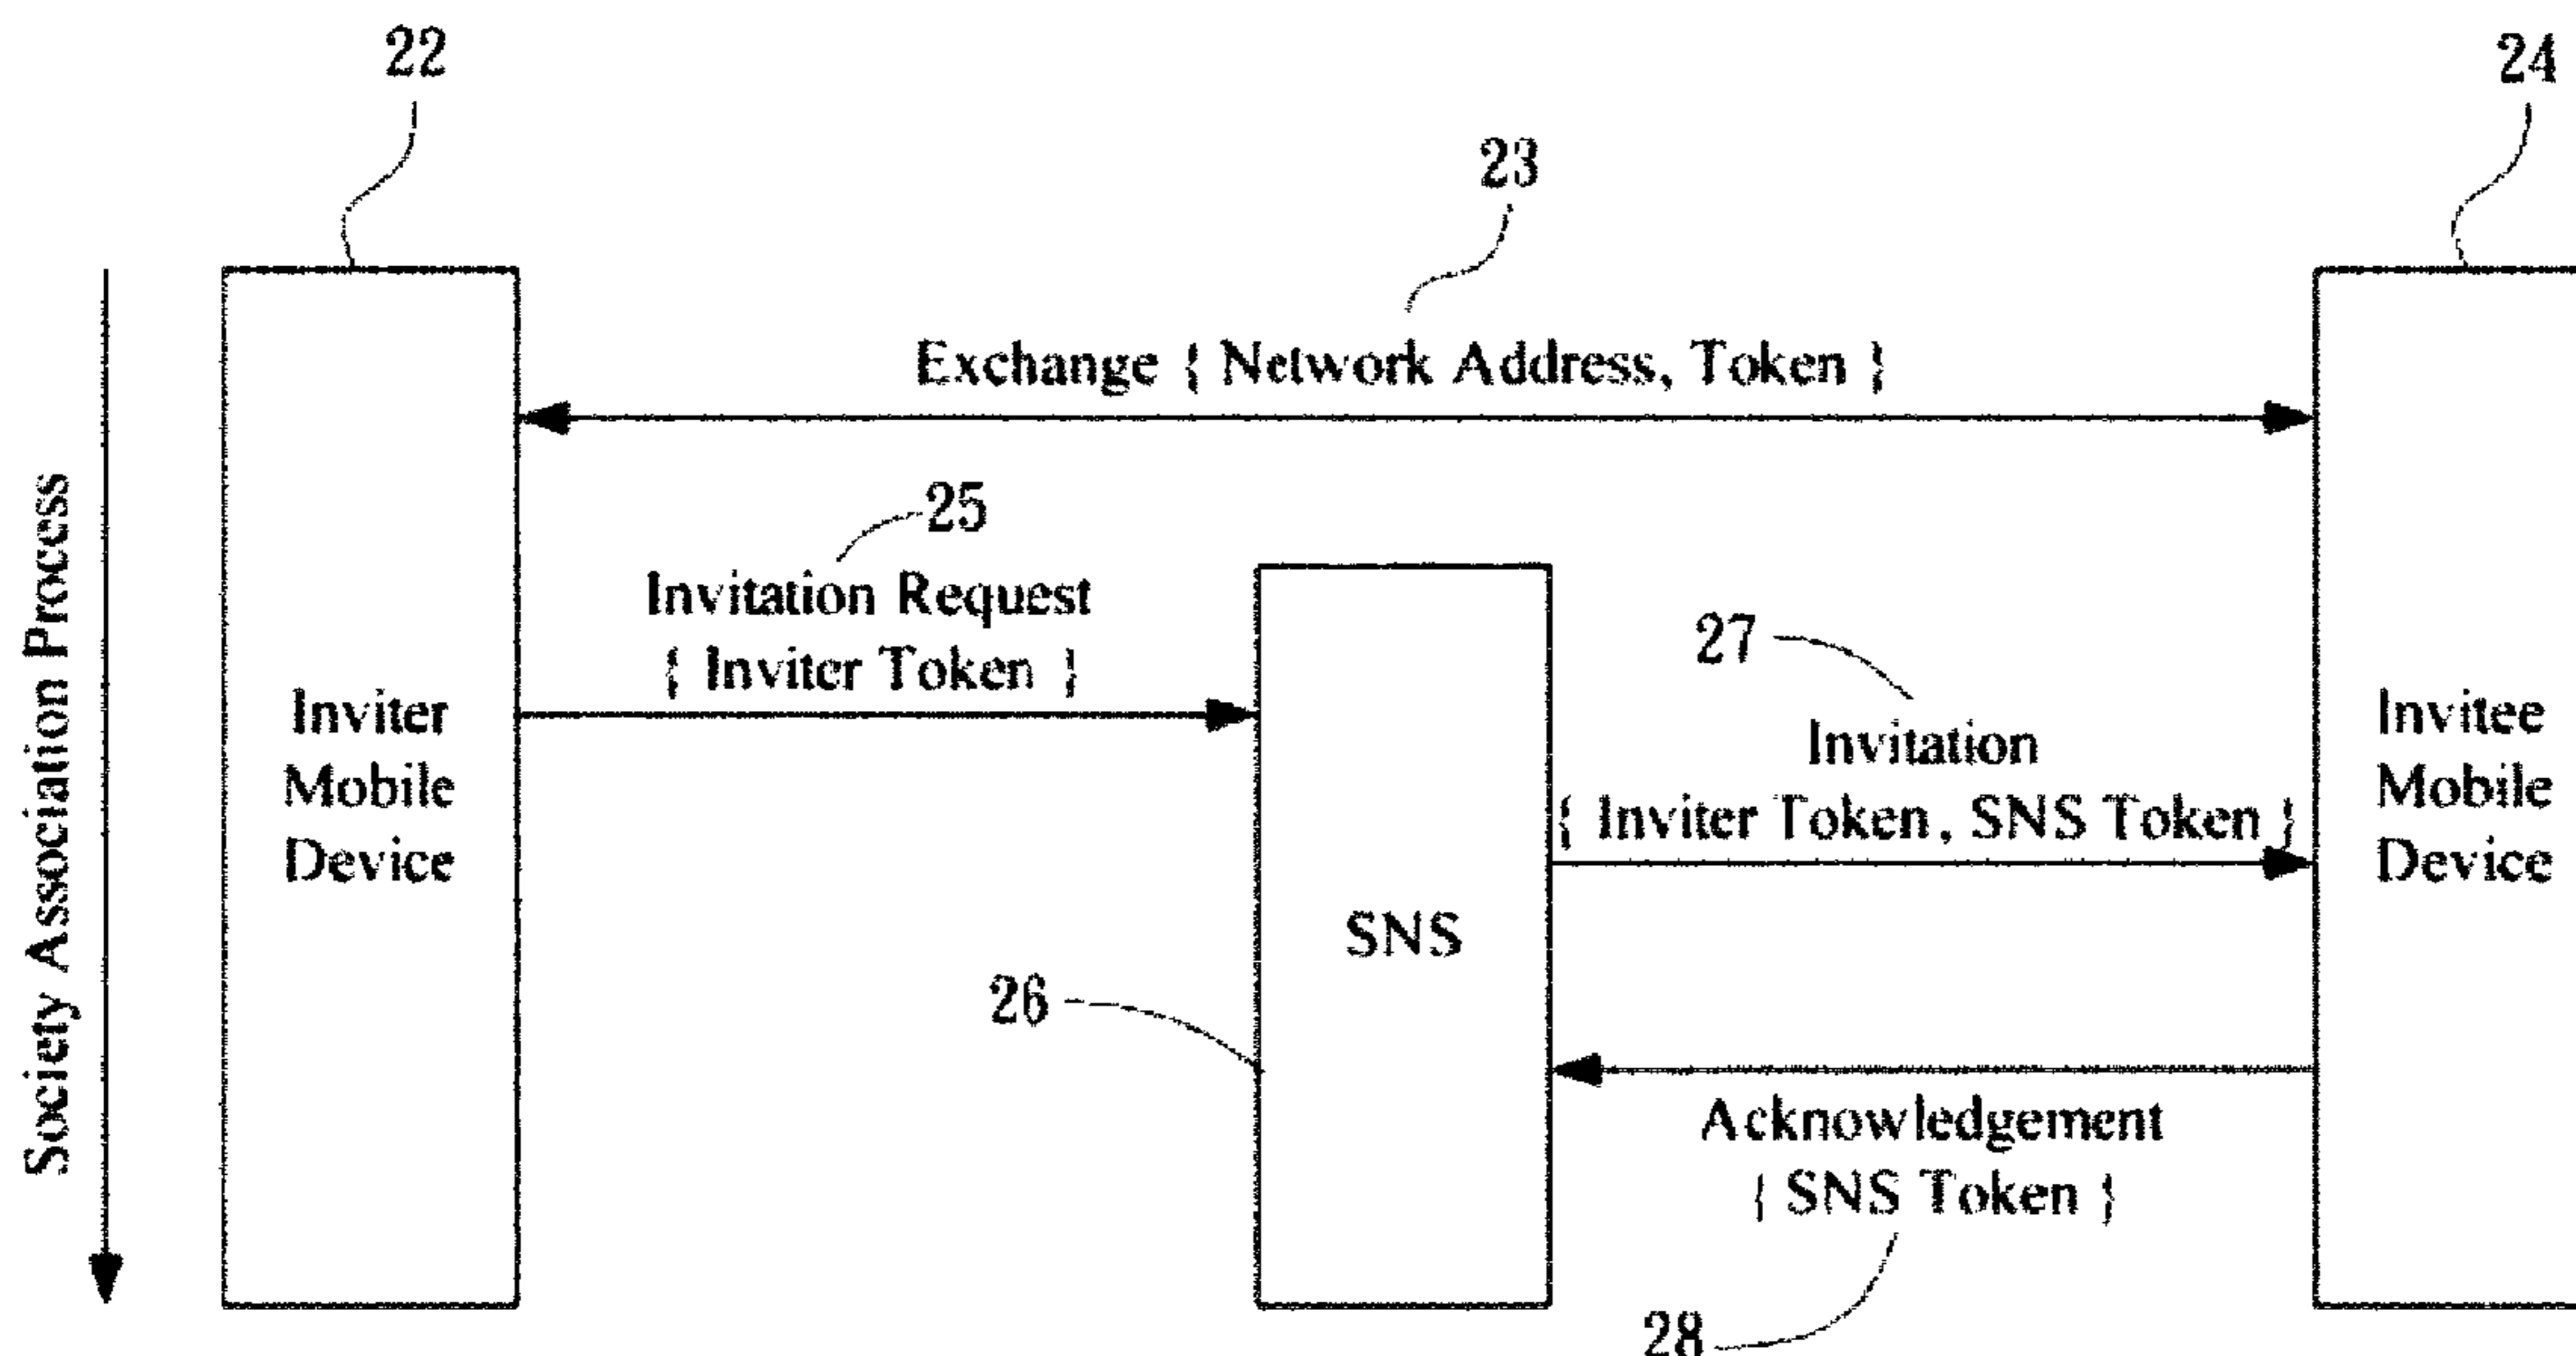 22
24
23
Exchange { Network Address, Token }
25
Invitation Request
{ Inviter Token }
27
Invitation
{ Inviter Token, SNS Token }
Society Association Process
Inviter
Mobile
Device
SNS
Invitee
Mobile
Device
26
Acknowledgement
{ SNS Token }
28